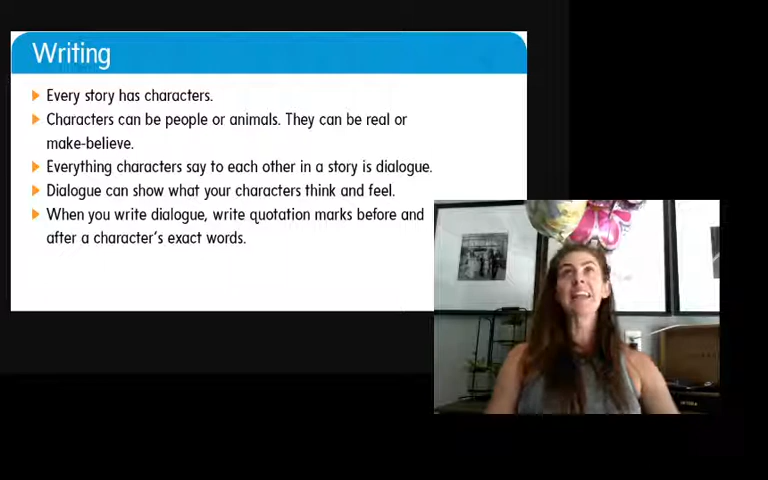 Writing
Every story has characters.
Characters can be people or animals. They can be real or
make-believe.
Everything characters say to each other in a story is dialogue.
Dialogue can show what your characters think and feel.
When you write dialogue, write quotation marks before and
after a character's exact words.